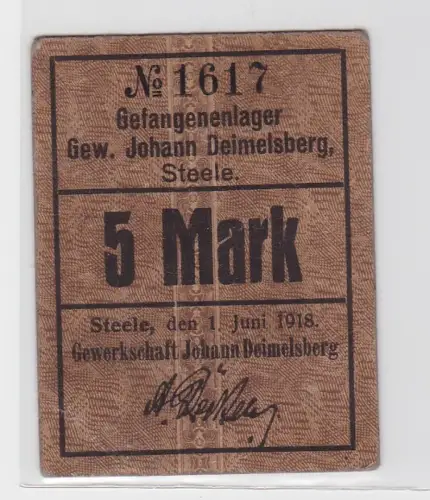 № 1617
Gefangenenlager
Gew. Johann Deimelsberg,
Steele.
5 Mark
Steele, den 1. Juni 1918.
Gewerkschaft Johann Deimelsberg